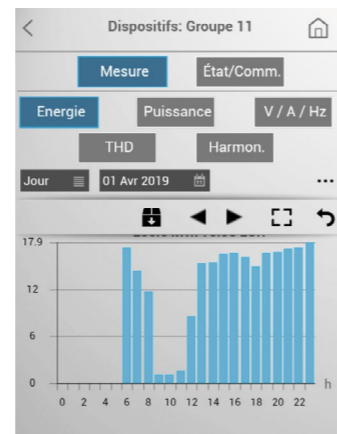 Dispositifs: Groupe 11
Mesure État/Comm.
Energie Puissance V / A / Hz
THD Harmon.
Jour 01 Avr 2019
17.9
12
6
0
h
0 2 4 6 8 10 12 14 16 18 20 22